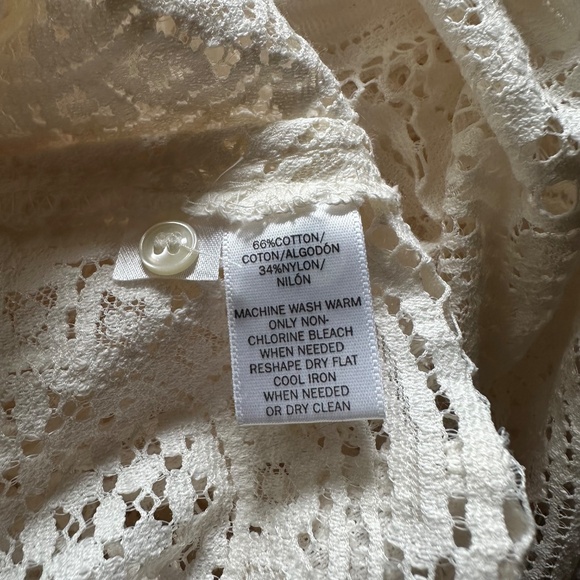 66%COTTON/
COTON/ALGODÓN
34%NYLON/
NILÓN
MACHINE WASH WARM
ONLY NON-
CHLORINE BLEACH
WHEN NEEDED
RESHAPE DRY FLAT
COOL IRON
WHEN NEEDED
OR DRY CLEAN